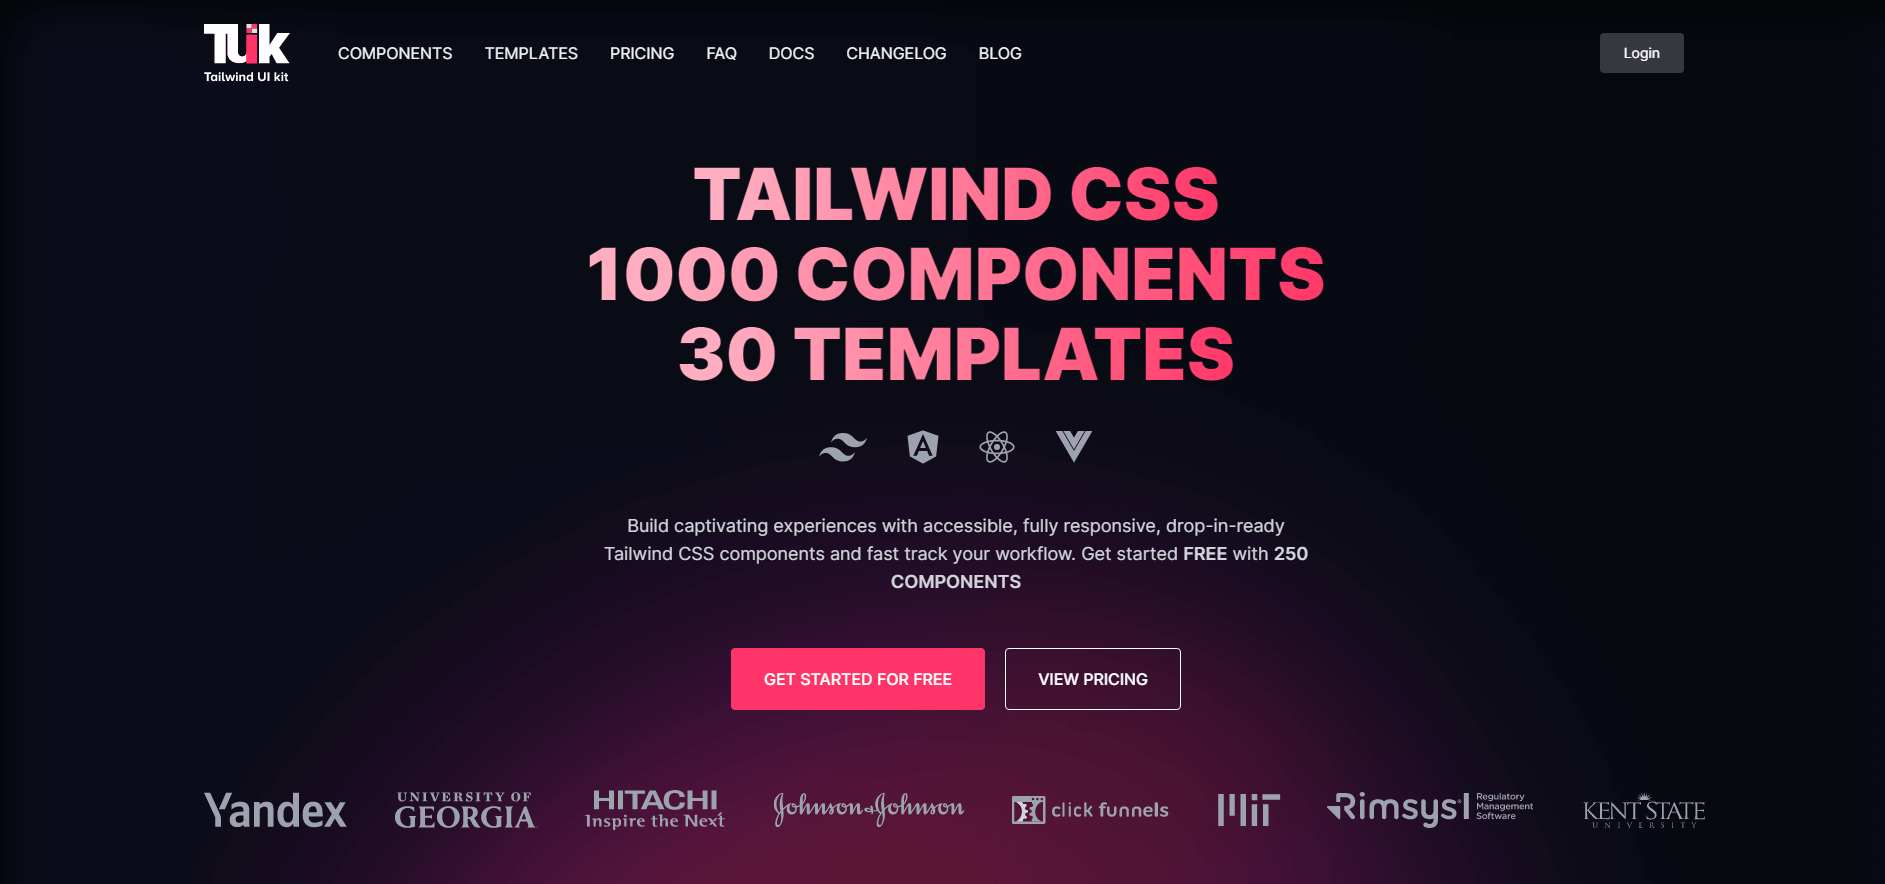 TUiK
Tailwind UI kit
COMPONENTS TEMPLATES PRICING FAQ DOCS CHANGELOG BLOG
Login
TAILWIND CSS
1000 COMPONENTS
30 TEMPLATES
Build captivating experiences with accessible, fully responsive, drop-in-ready
Tailwind CSS components and fast track your workflow. Get started FREE with 250
COMPONENTS
GET STARTED FOR FREE
VIEW PRICING
Yandex
UNIVERSITY OF
GEORGIA
HITACHI
Inspire the Next
Johnson & Johnson
click funnels
MIT
Rimsys
Regulatory
Management
Software
KENT STATE
UNIVERSITY